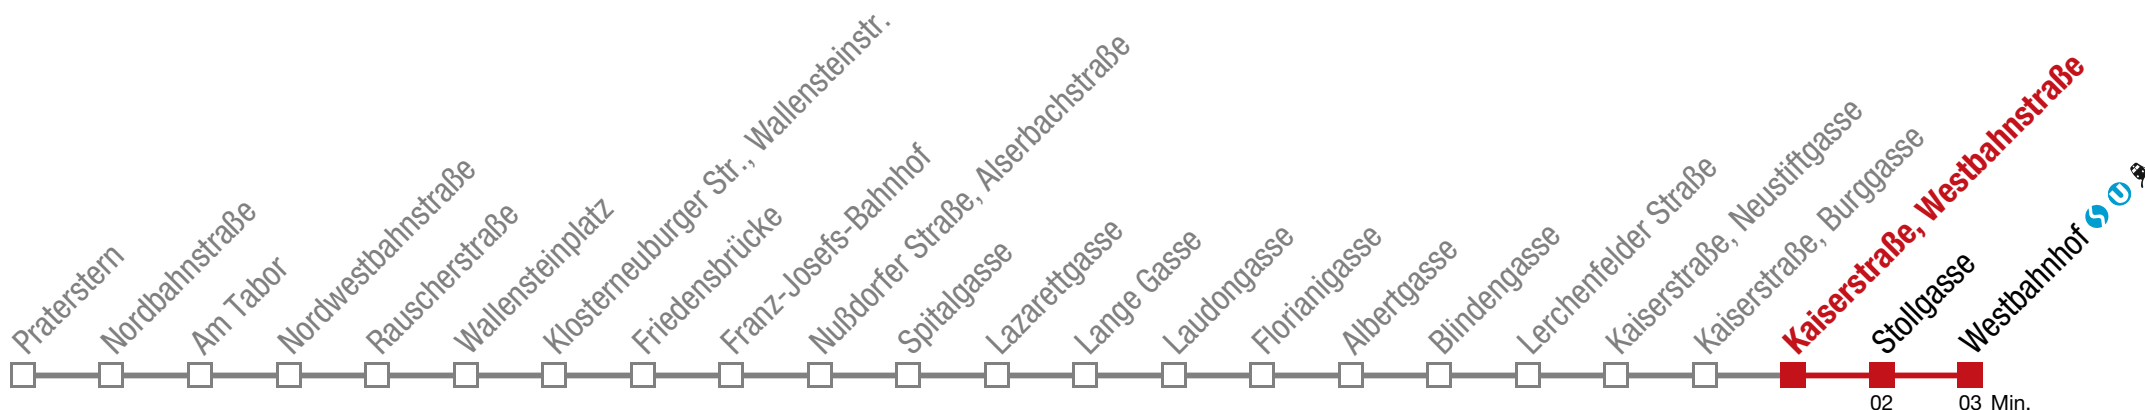 Praterstern
Nordbahnstraße
Am Tabor
Nordwestbahnstraße
Rauscherstraße
Wallensteinplatz
Klosterneuburger Str., Wallensteinstr.
Friedensbrücke
Franz-Josefs-Bahnhof
Nußdorfer Straße, Alserbachstraße
Spitalgasse
Lazarettgasse
Lange Gasse
Laudongasse
Florianigasse
Albertgasse
Blindengasse
Lerchenfelder Straße
Kaiserstraße, Neustiftgasse
Kaiserstraße, Burggasse
Kaiserstraße, Westbahnstraße
Stollgasse
Westbahnhof S U
02 03 Min.